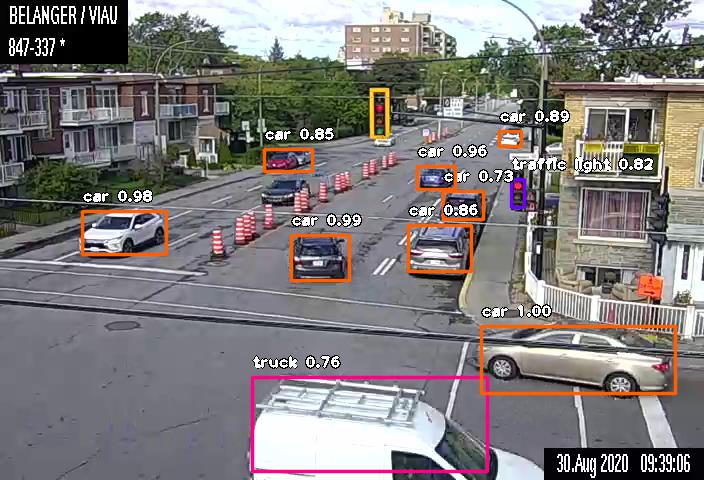 BELANGER / VIAU
847-337 *
car 0.89
car 0.85
car 0.96
traffic light 0.82
car 0.73
car 0.98
car 0.99
car 0.86
car 1.00
truck 0.76
30.Aug 2020 09:39:06